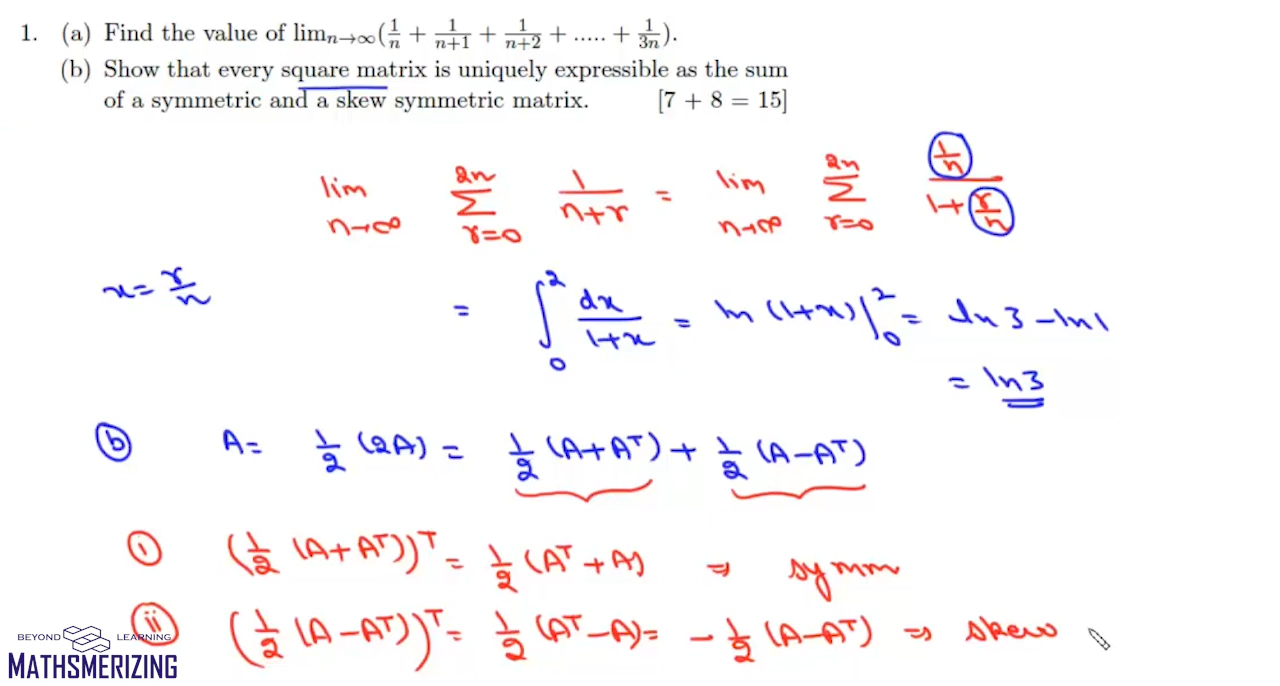 1. (a) Find the value of lim_{n→∞}(1/n + 1/(n+1) + 1/(n+2) + ..... + 1/(3n)).
(b) Show that every square matrix is uniquely expressible as the sum
of a symmetric and a skew symmetric matrix. [7 + 8 = 15]
lim_{n→∞} Σ_{r=0}^{2n} 1/(n+r) = lim_{n→∞} Σ_{r=0}^{2n} (1/n)/(1+(r/n))
x = r/n
= ∫_0^2 dx/(1+x) = ln(1+x)|_0^2 = ln3 - ln1
= ln3
(b) A = 1/2 (2A) = 1/2 (A+A^T) + 1/2 (A-A^T)
(i) (1/2 (A+A^T))^T = 1/2 (A^T+A) ⇒ symm
(ii) (1/2 (A-A^T))^T = 1/2 (A^T-A) = -1/2 (A-A^T) ⇒ skew
BEYOND LEARNING
MATHSMERIZING